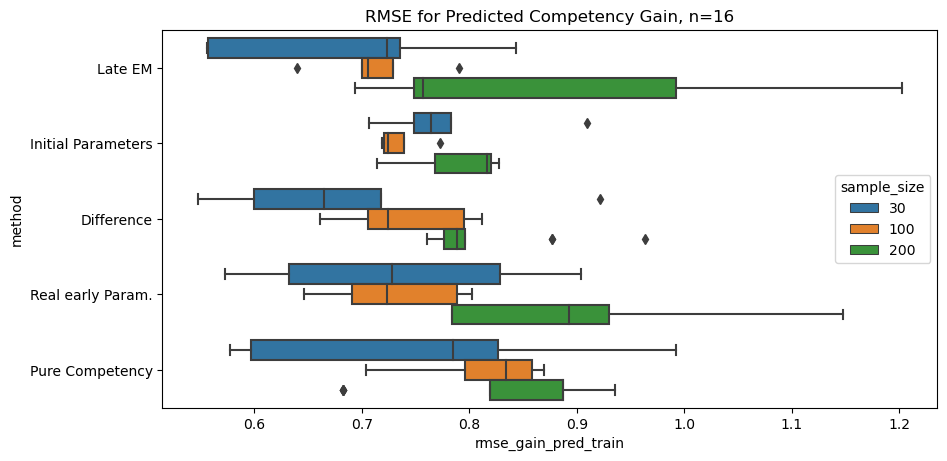 RMSE for Predicted Competency Gain, n=16
method
Late EM
Initial Parameters
Difference
Real early Param.
Pure Competency
sample_size
30
100
200
0.6 0.7 0.8 0.9 1.0 1.1 1.2
rmse_gain_pred_train